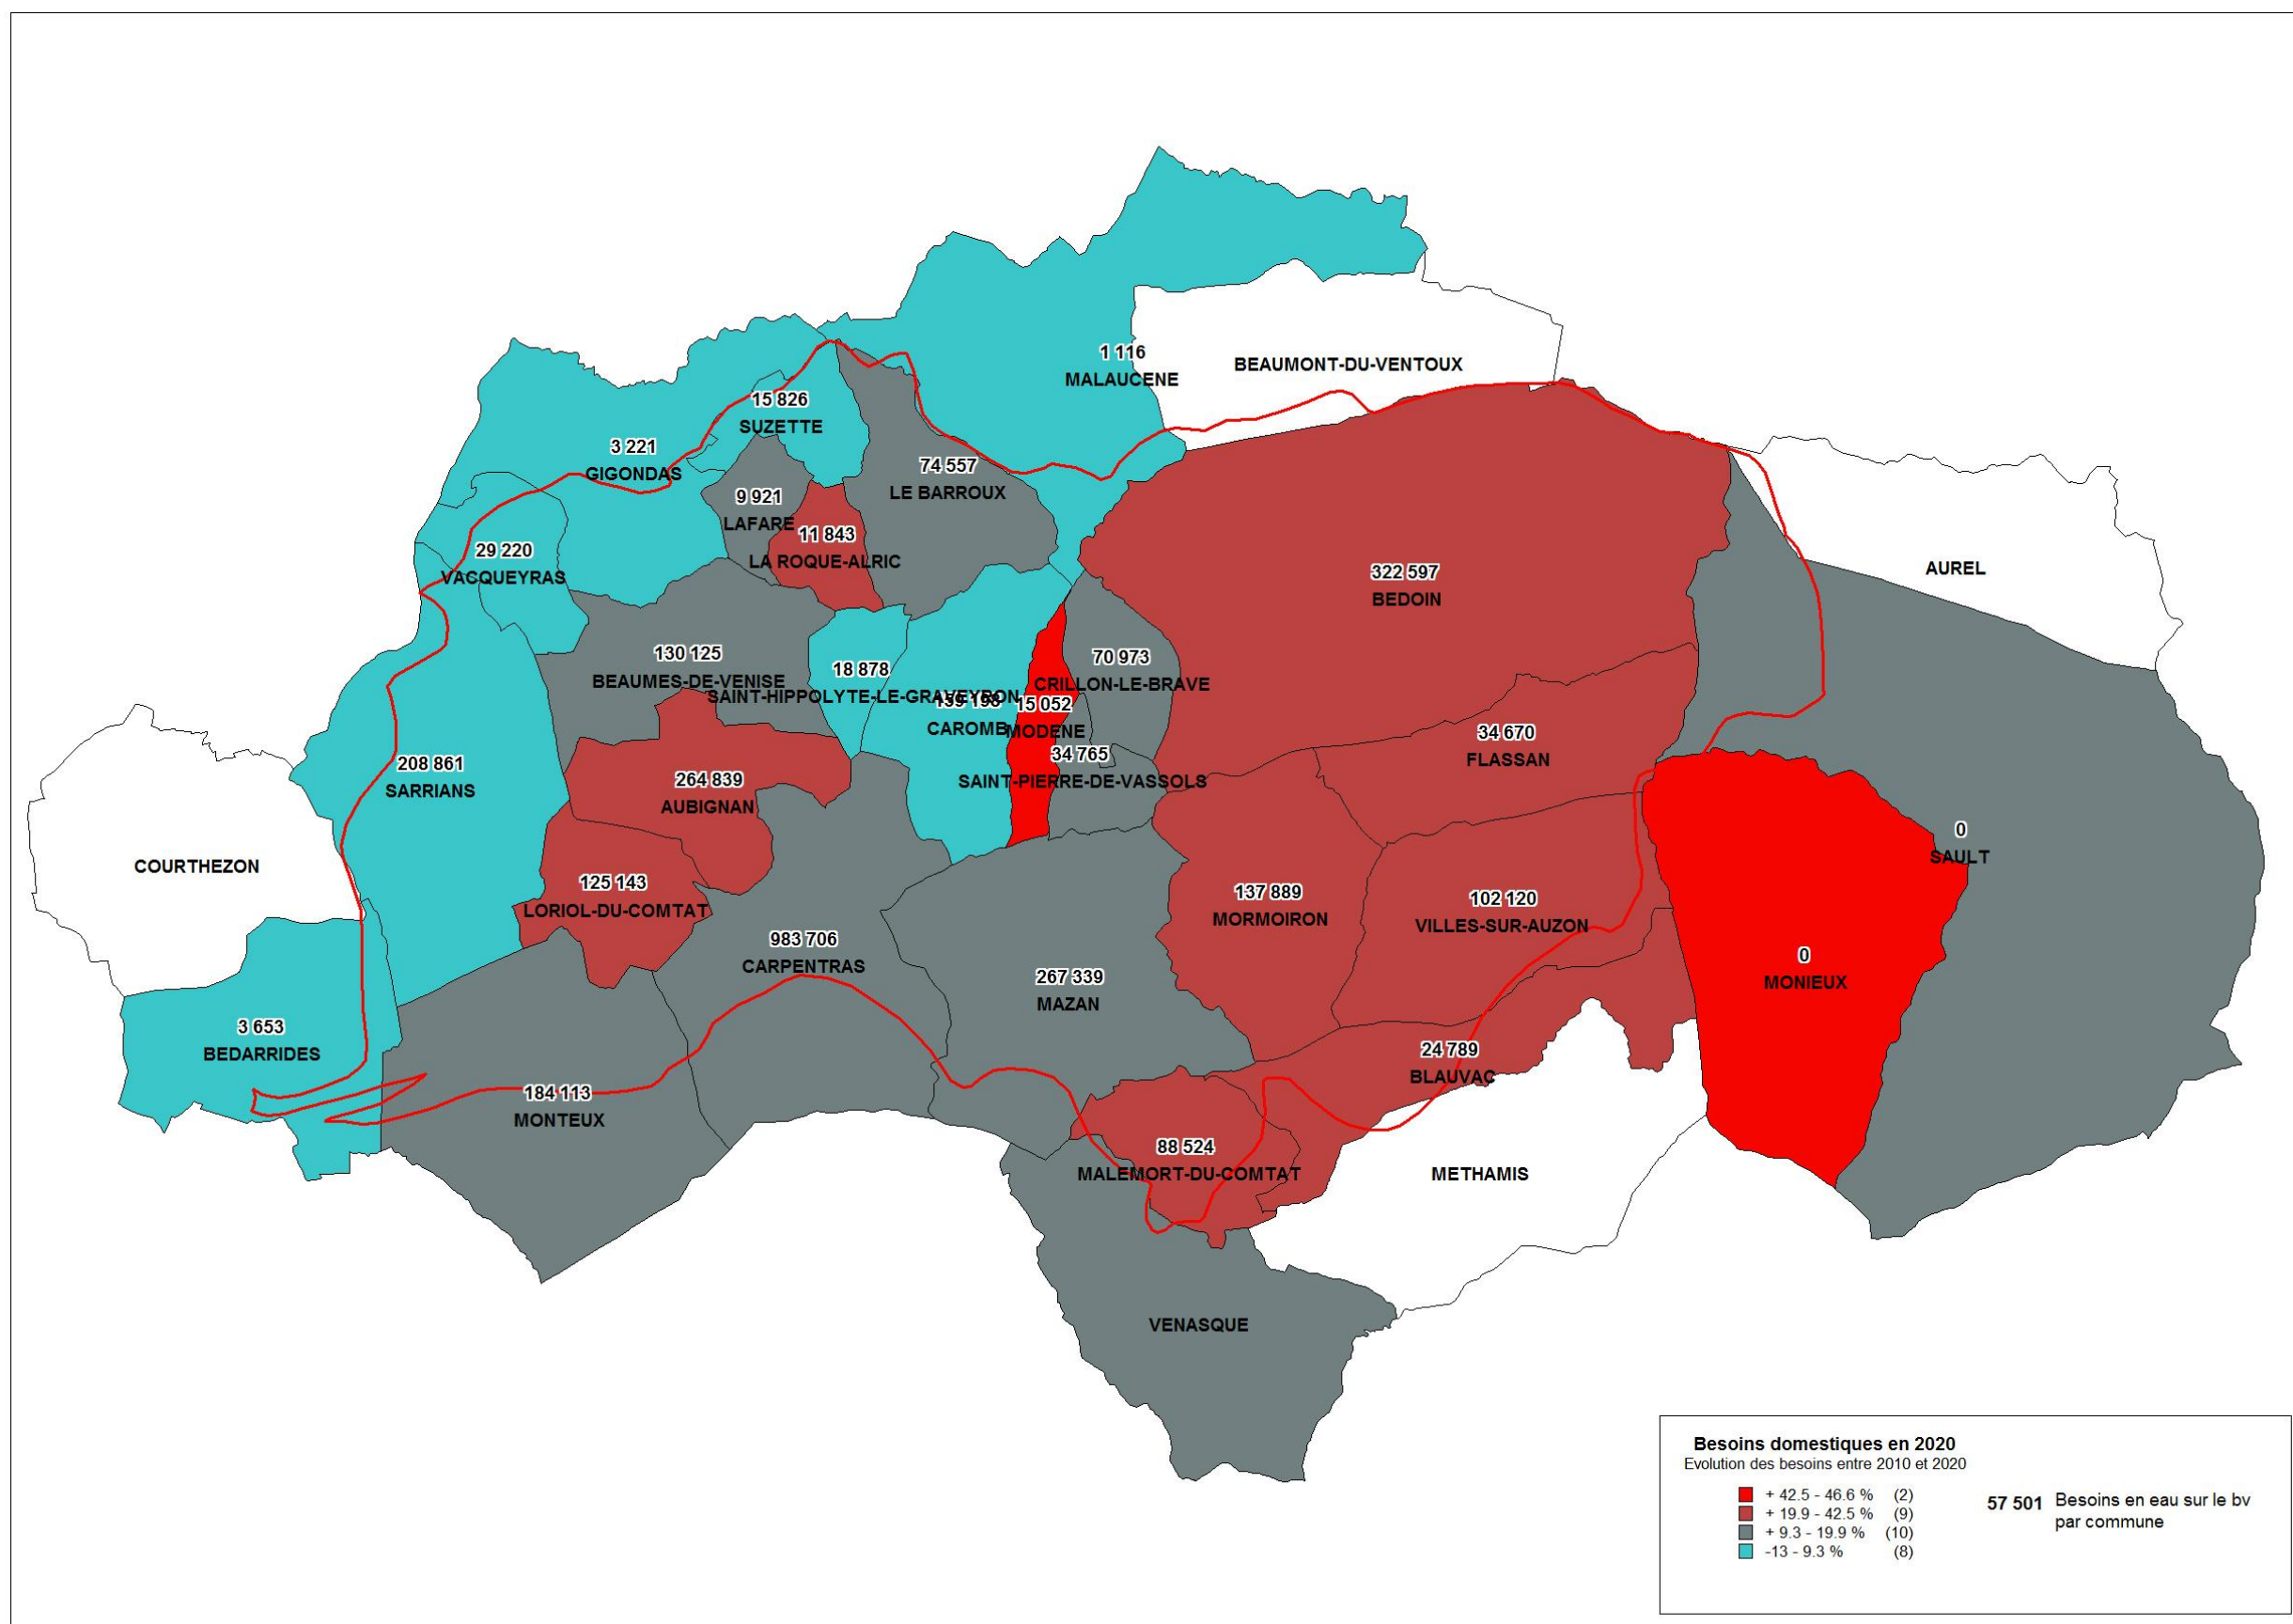 1 116
MALAUCENE
BEAUMONT-DU-VENTOUX
15 826
SUZETTE
3 221
GIGONDAS
74 557
LE BARROUX
9 921
LAFARE
11 843
LA ROQUE-ALRIC
29 220
VACQUEYRAS
322 597
BEDOIN
AUREL
130 125
BEAUMES-DE-VENISE
18 878
SAINT-HIPPOLYTE-LE-GRAVEYRON
CAROMB
15 052
MODENE
70 973
CRILLON-LE-BRAVE
34 765
SAINT-PIERRE-DE-VASSOLS
34 670
FLASSAN
208 861
SARRIANS
264 839
AUBIGNAN
COURTHEZON
125 143
LORIOL-DU-COMTAT
983 706
CARPENTRAS
267 339
MAZAN
137 889
MORMOIRON
102 120
VILLES-SUR-AUZON
0
SAULT
0
MONIEUX
3 653
BEDARRIDES
184 113
MONTEUX
24 789
BLAUVAC
88 524
MALEMORT-DU-COMTAT
METHAMIS
VENASQUE
Besoins domestiques en 2020
Evolution des besoins entre 2010 et 2020
+ 42.5 - 46.6 % (2)
+ 19.9 - 42.5 % (9)
+ 9.3 - 19.9 % (10)
-13 - 9.3 % (8)
57 501 Besoins en eau sur le bv
par commune